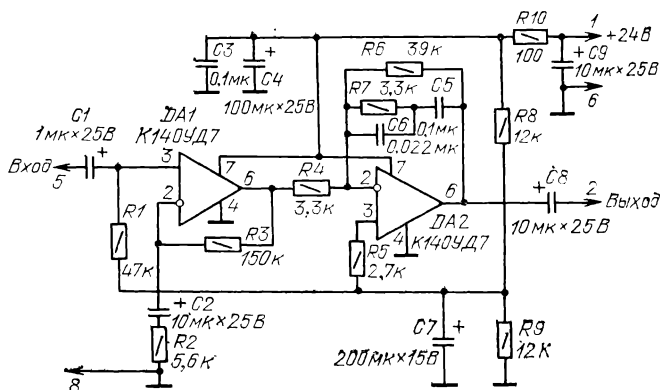 R10
1
+24В
100
C9
10мк×25В
6
C3
0,1мк
+
C4
100мк×25В
R6
39к
R7
3,3к
C5
C6
0,1мк
0,022мк
R8
12к
C1
1мк×25В
+
DA1
К140УД7
Вход
5
3
2
7
6
4
R4
3,3к
7
2
3
6
4
DA2
К140УД7
+
C8
10мк×25В
2
Выход
R1
47к
R3
150к
R5
2,7к
+
C2
10мк×25В
R2
5,6к
8
C7
+
200мк×15В
R9
12К